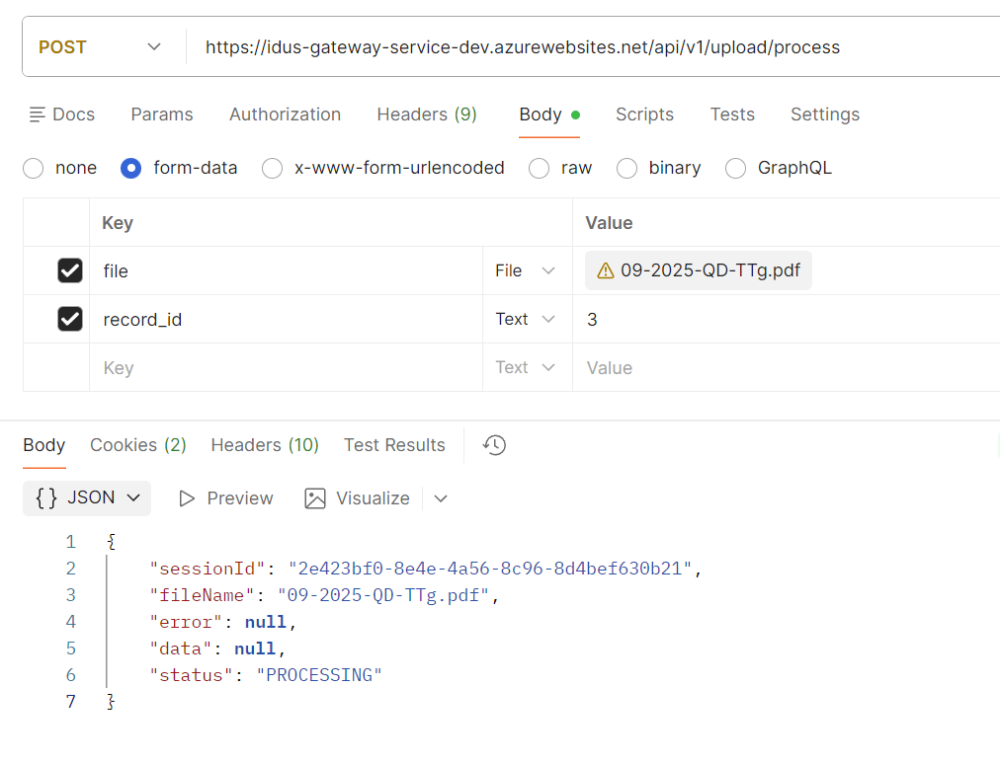 POST https://idus-gateway-service-dev.azurewebsites.net/api/v1/upload/process
Docs Params Authorization Headers (9) Body Scripts Tests Settings
none form-data x-www-form-urlencoded raw binary GraphQL
Key Value
file File 09-2025-QD-TTg.pdf
record_id Text 3
Key Text Value
Body Cookies (2) Headers (10) Test Results
{} JSON Preview Visualize
1 {
2 "sessionId": "2e423bf0-8e4e-4a56-8c96-8d4bef630b21",
3 "fileName": "09-2025-QD-TTg.pdf",
4 "error": null,
5 "data": null,
6 "status": "PROCESSING"
7 }